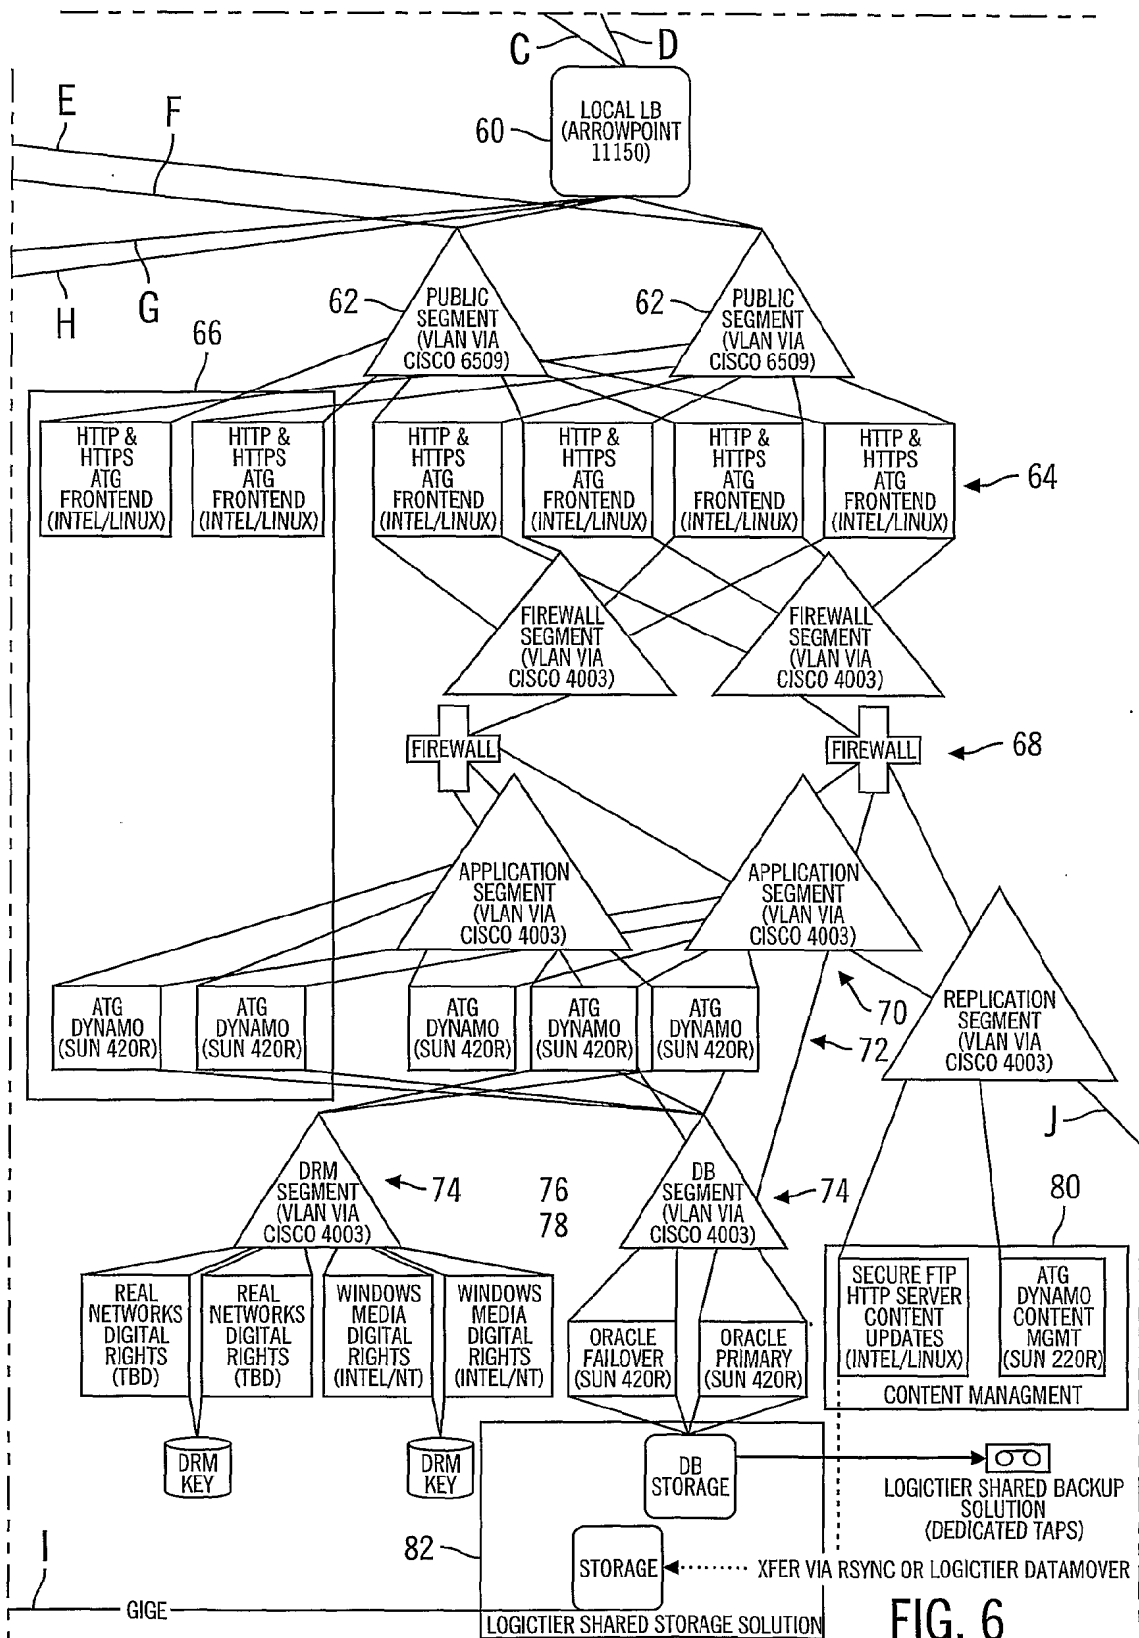 C
D
E
F
60
LOCAL LB
(ARROWPOINT
11150)
H
G
66
62
PUBLIC
SEGMENT
(VLAN VIA
CISCO 6509)
62
PUBLIC
SEGMENT
(VLAN VIA
CISCO 6509)
HTTP &
HTTPS
ATG
FRONTEND
(INTEL/LINUX)
HTTP &
HTTPS
ATG
FRONTEND
(INTEL/LINUX)
HTTP &
HTTPS
ATG
FRONTEND
(INTEL/LINUX)
HTTP &
HTTPS
ATG
FRONTEND
(INTEL/LINUX)
HTTP &
HTTPS
ATG
FRONTEND
(INTEL/LINUX)
HTTP &
HTTPS
ATG
FRONTEND
(INTEL/LINUX)
64
FIREWALL
SEGMENT
(VLAN VIA
CISCO 4003)
FIREWALL
SEGMENT
(VLAN VIA
CISCO 4003)
FIREWALL
FIREWALL
68
APPLICATION
SEGMENT
(VLAN VIA
CISCO 4003)
APPLICATION
SEGMENT
(VLAN VIA
CISCO 4003)
REPLICATION
SEGMENT
(VLAN VIA
CISCO 4003)
70
72
ATG
DYNAMO
(SUN 420R)
ATG
DYNAMO
(SUN 420R)
ATG
DYNAMO
(SUN 420R)
ATG
DYNAMO
(SUN 420R)
ATG
DYNAMO
(SUN 420R)
J
DRM
SEGMENT
(VLAN VIA
CISCO 4003)
74
76
78
DB
SEGMENT
(VLAN VIA
CISCO 4003)
74
80
REAL
NETWORKS
DIGITAL
RIGHTS
(TBD)
REAL
NETWORKS
DIGITAL
RIGHTS
(TBD)
WINDOWS
MEDIA
DIGITAL
RIGHTS
(INTEL/NT)
WINDOWS
MEDIA
DIGITAL
RIGHTS
(INTEL/NT)
ORACLE
FAILOVER
(SUN 420R)
ORACLE
PRIMARY
(SUN 420R)
SECURE FTP
HTTP SERVER
CONTENT
UPDATES
(INTEL/LINUX)
ATG
DYNAMO
CONTENT
MGMT
(SUN 220R)
CONTENT MANAGMENT
DRM
KEY
DRM
KEY
DB
STORAGE
LOGICTIER SHARED BACKUP
SOLUTION
(DEDICATED TAPS)
82
STORAGE
XFER VIA RSYNC OR LOGICTIER DATAMOVER
I
GIGE
LOGICTIER SHARED STORAGE SOLUTION
FIG. 6